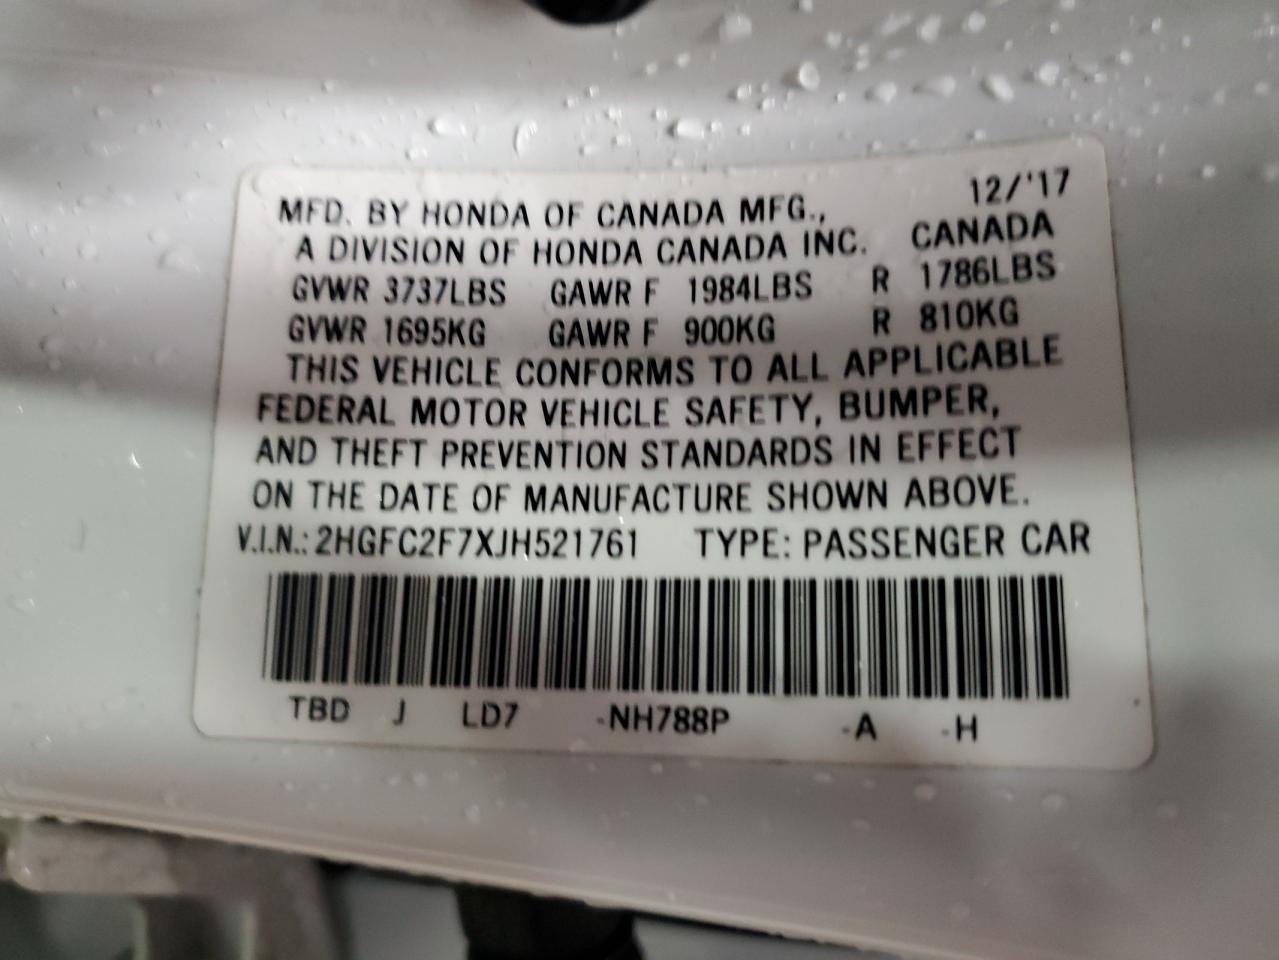 12/'17
MFD. BY HONDA OF CANADA MFG.,
A DIVISION OF HONDA CANADA INC. CANADA
GVWR 3737LBS GAWR F 1984LBS R 1786LBS
GVWR 1695KG GAWR F 900KG R 810KG
THIS VEHICLE CONFORMS TO ALL APPLICABLE
FEDERAL MOTOR VEHICLE SAFETY, BUMPER,
AND THEFT PREVENTION STANDARDS IN EFFECT
ON THE DATE OF MANUFACTURE SHOWN ABOVE.
V.I.N.: 2HGFC2F7XJH521761 TYPE: PASSENGER CAR
TBD J LD7 -NH788P -A -H